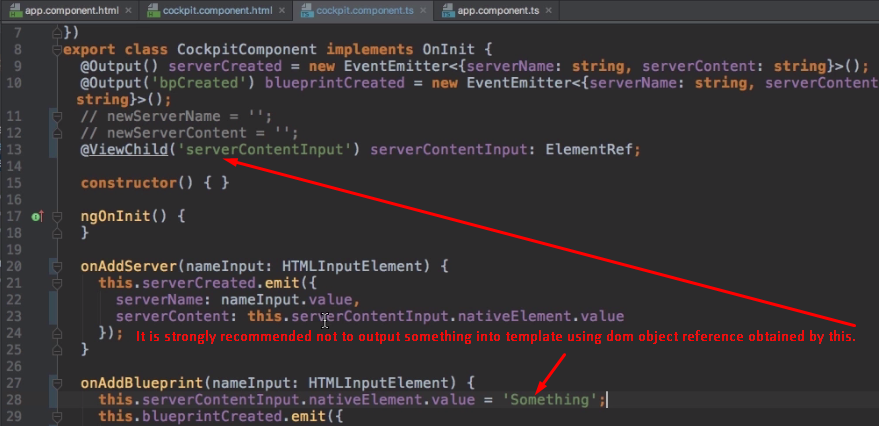 app.component.html × cockpit.component.html × cockpit.component.ts × app.component.ts ×
7 })
8 export class CockpitComponent implements OnInit {
9 @Output() serverCreated = new EventEmitter<{serverName: string, serverContent: string}>();
10 @Output('bpCreated') blueprintCreated = new EventEmitter<{serverName: string, serverContent
string}>();
11 // newServerName = '';
12 // newServerContent = '';
13 @ViewChild('serverContentInput') serverContentInput: ElementRef;
14
15 constructor() { }
16
17 ngOnInit() {
18 }
19
20 onAddServer(nameInput: HTMLInputElement) {
21 this.serverCreated.emit({
22 serverName: nameInput.value,
23 serverContent: this.serverContentInput.nativeElement.value
24 });
It is strongly recommended not to output something into template using dom object reference obtained by this.
25 }
26
27 onAddBlueprint(nameInput: HTMLInputElement) {
28 this.serverContentInput.nativeElement.value = 'Something';
29 this.blueprintCreated.emit({